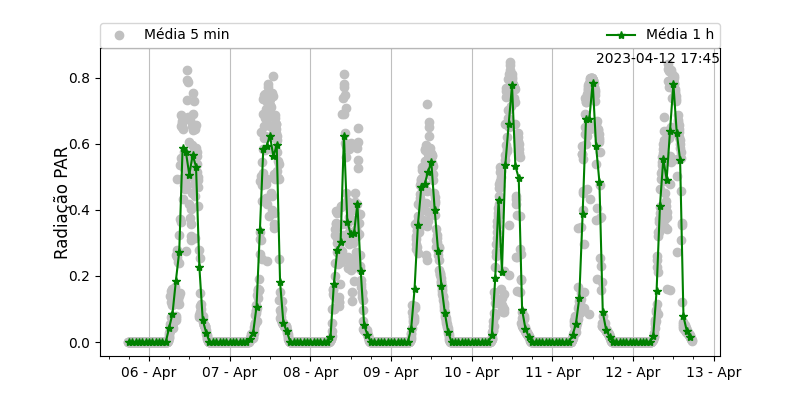 Média 5 min
Média 1 h
2023-04-12 17:45
Radiação PAR
0.8
0.6
0.4
0.2
0.0
06 - Apr
07 - Apr
08 - Apr
09 - Apr
10 - Apr
11 - Apr
12 - Apr
13 - Apr